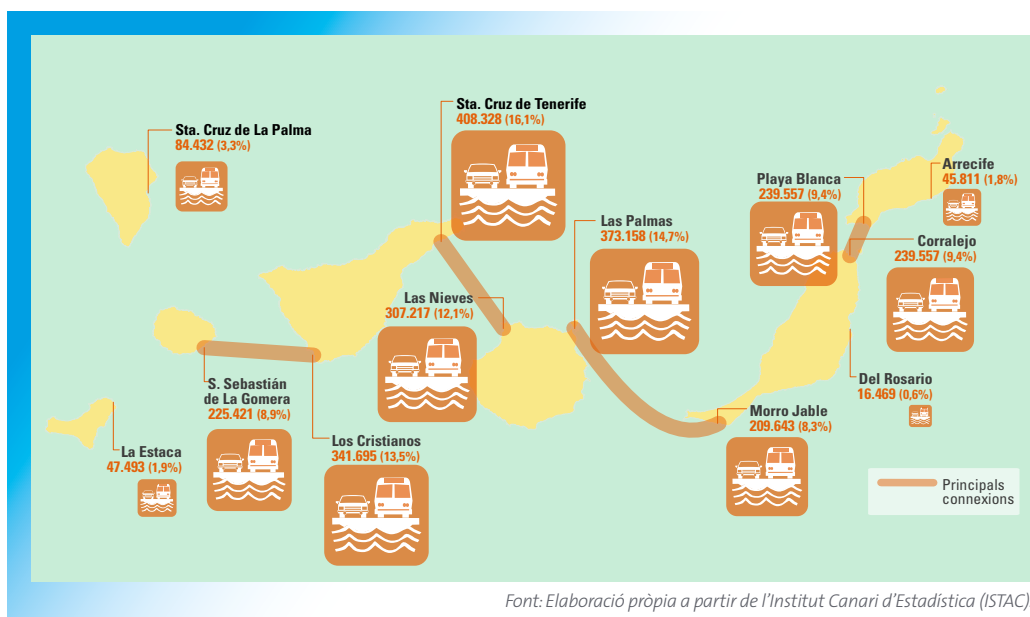 Sta. Cruz de Tenerife
408.328 (16,1%)
Sta. Cruz de La Palma
84.432 (3,3%)
Arrecife
45.811 (1,8%)
Playa Blanca
239.557 (9,4%)
Las Palmas
373.158 (14,7%)
Corralejo
239.557 (9,4%)
Las Nieves
307.217 (12,1%)
S. Sebastián
de La Gomera
225.421 (8,9%)
Del Rosario
16.469 (0,6%)
Morro Jable
209.643 (8,3%)
Los Cristianos
341.695 (13,5%)
La Estaca
47.493 (1,9%)
Principals
connexions
Font: Elaboració pròpia a partir de l'Institut Canari d'Estadística (ISTAC)